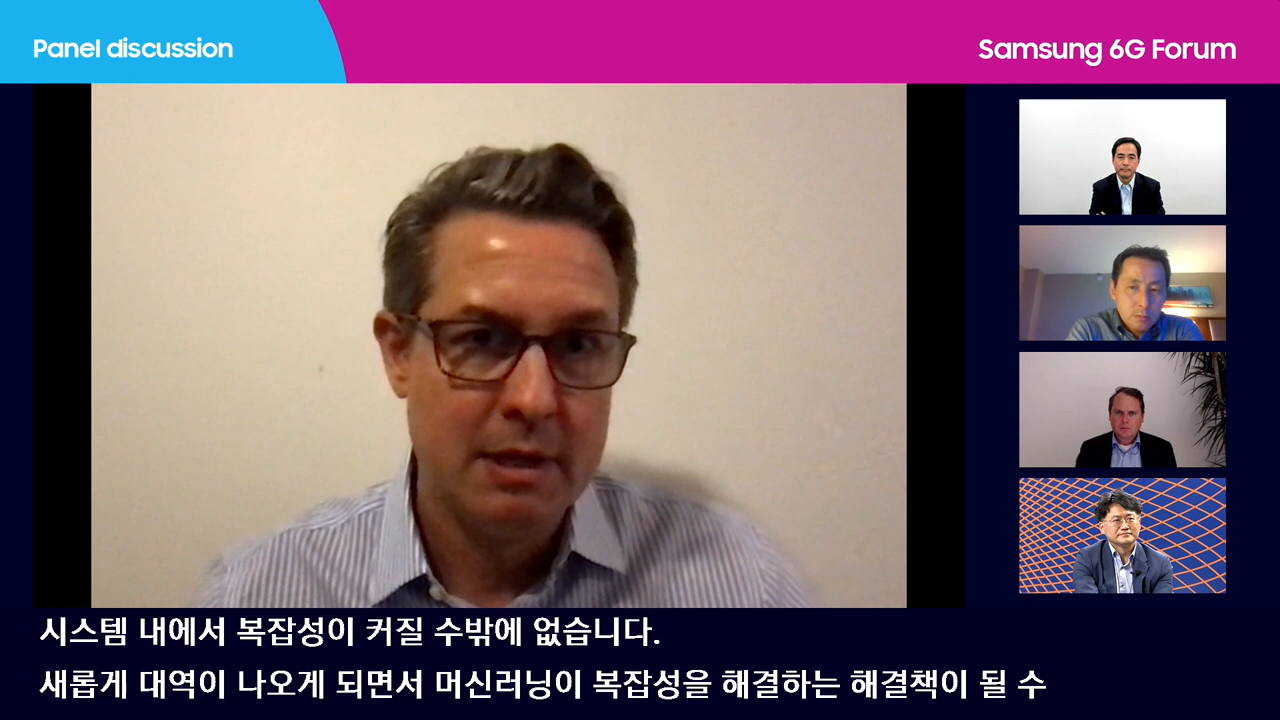 Panel discussion
Samsung 6G Forum
시스템 내에서 복잡성이 커질 수밖에 없습니다.
새롭게 대역이 나오게 되면서 머신러닝이 복잡성을 해결하는 해결책이 될 수